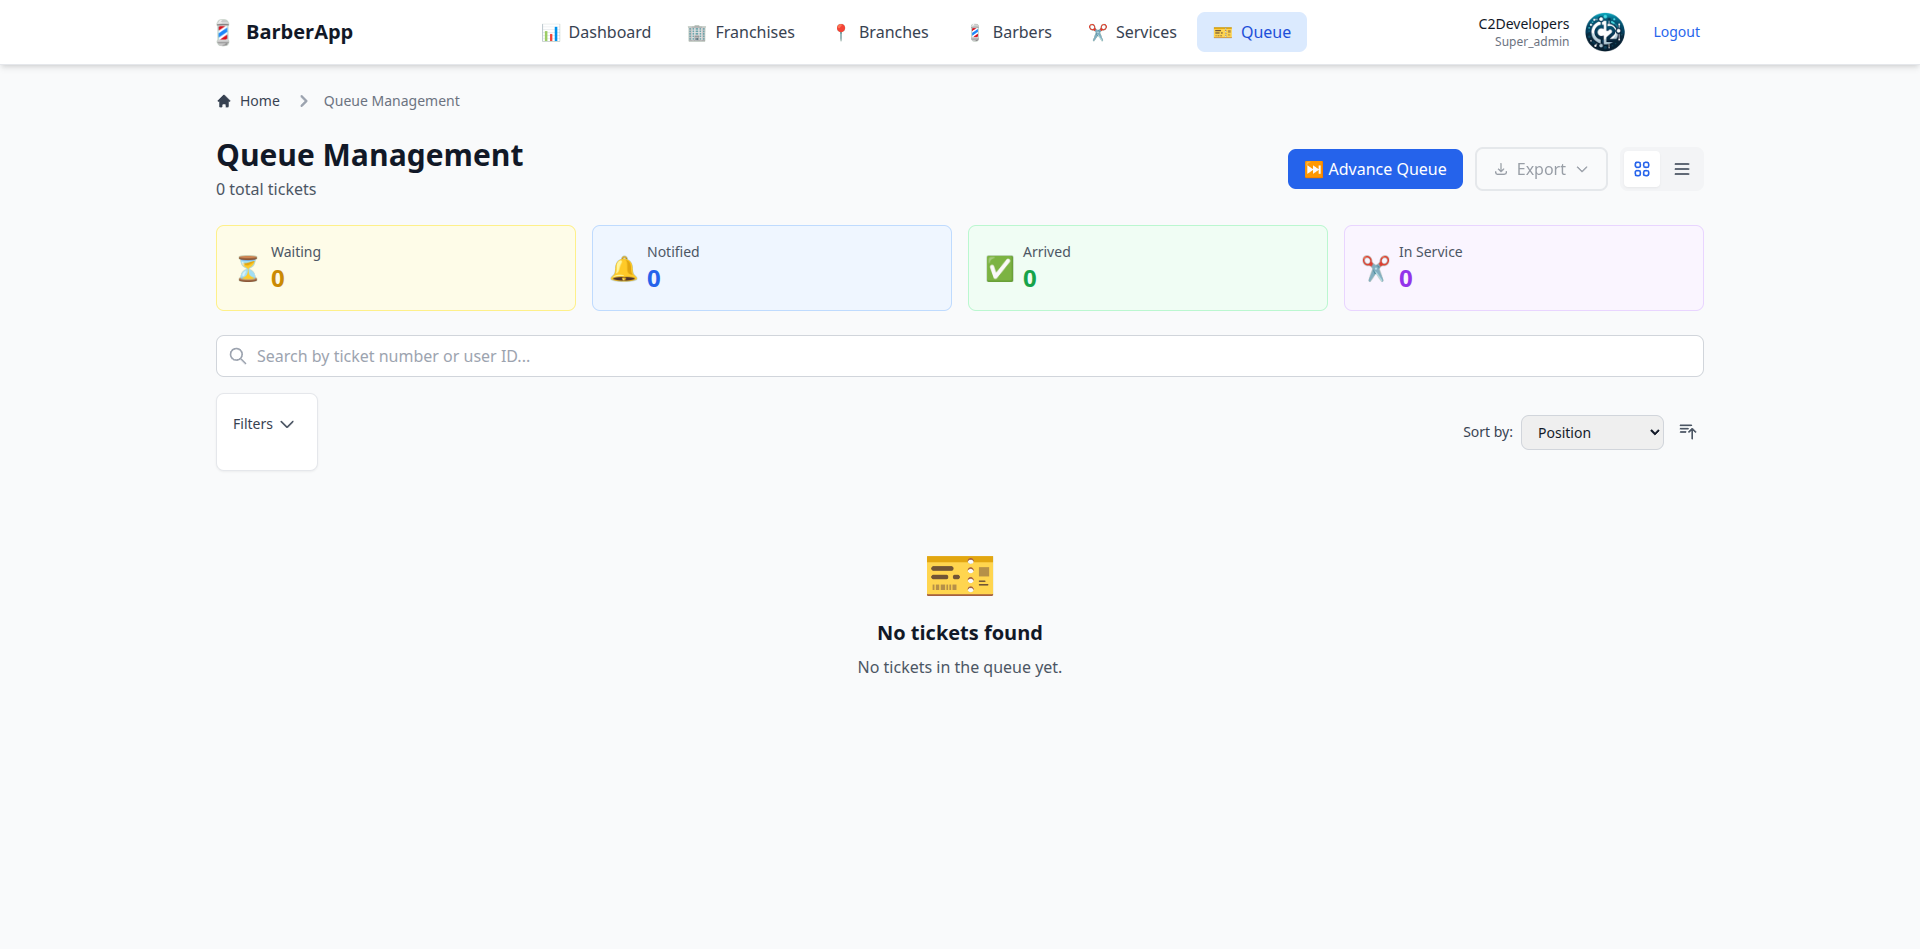 BarberApp
Dashboard
Franchises
Branches
Barbers
Services
Queue
C2Developers
Super_admin
Logout
Home
Queue Management
Queue Management
0 total tickets
Advance Queue
Export
Waiting
0
Notified
0
Arrived
0
In Service
0
Search by ticket number or user ID...
Filters
Sort by:
Position
No tickets found
No tickets in the queue yet.